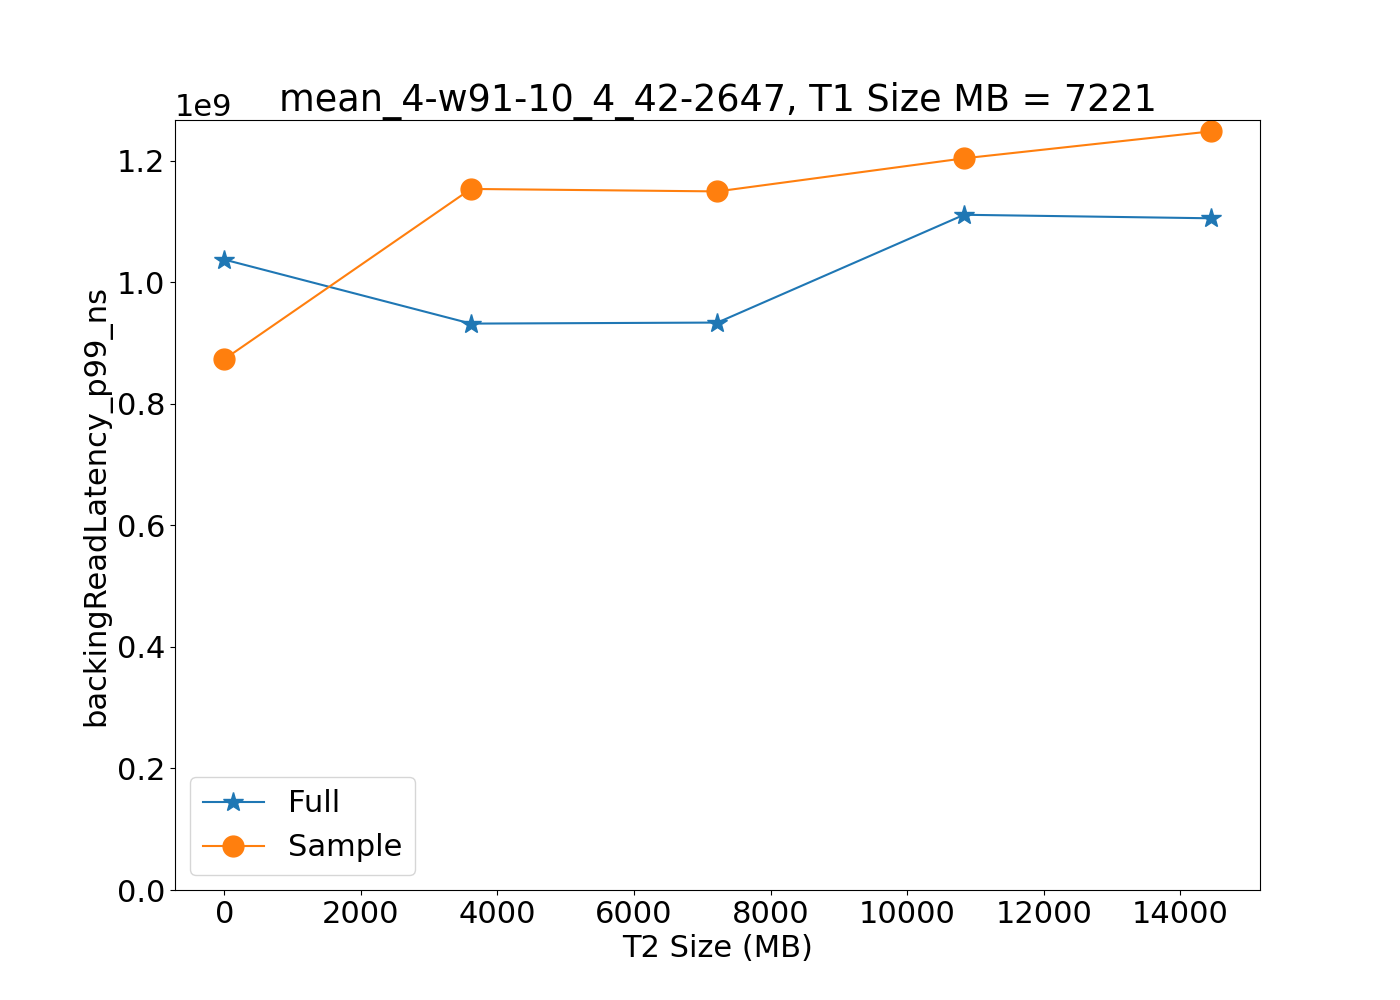 mean_4-w91-10_4_42-2647, T1 Size MB = 7221
1e9
1.2
1.0
0.8
0.6
0.4
0.2
0.0
backingReadLatency_p99_ns
Full
Sample
0 2000 4000 6000 8000 10000 12000 14000
T2 Size (MB)